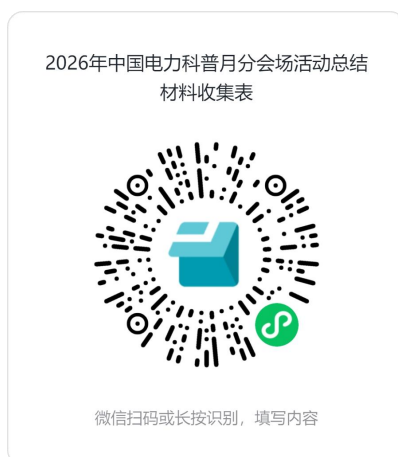 2026年中国电力科普月分会场活动总结
材料收集表
微信扫码或长按识别，填写内容